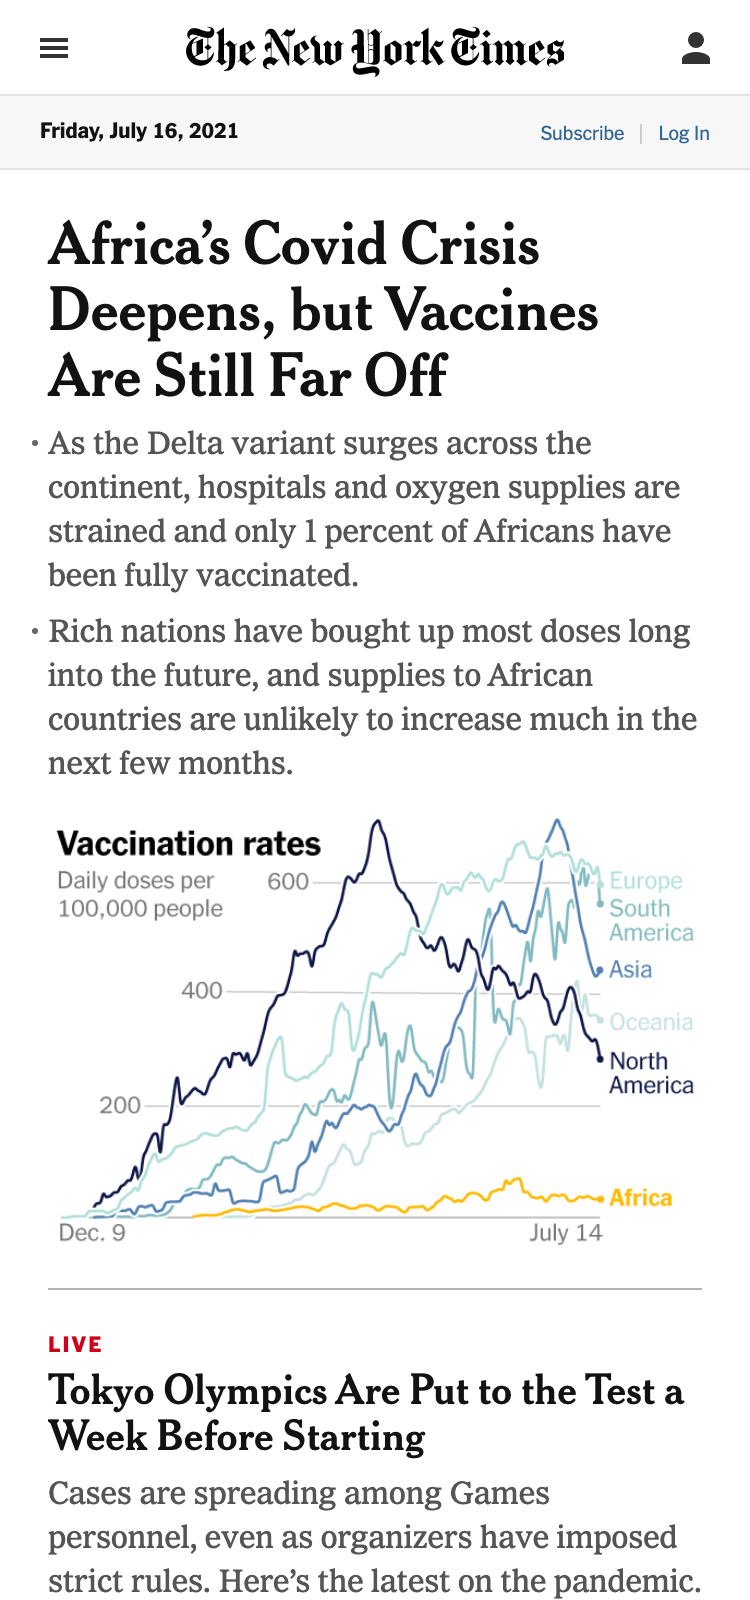 The New York Times
Friday, July 16, 2021
Subscribe | Log In
Africa’s Covid Crisis
Deepens, but Vaccines
Are Still Far Off
• As the Delta variant surges across the
continent, hospitals and oxygen supplies are
strained and only 1 percent of Africans have
been fully vaccinated.
• Rich nations have bought up most doses long
into the future, and supplies to African
countries are unlikely to increase much in the
next few months.
Vaccination rates
Daily doses per
100,000 people
600
400
200
Europe
South
America
Asia
Oceania
North
America
Africa
Dec. 9
July 14
LIVE
Tokyo Olympics Are Put to the Test a
Week Before Starting
Cases are spreading among Games
personnel, even as organizers have imposed
strict rules. Here’s the latest on the pandemic.